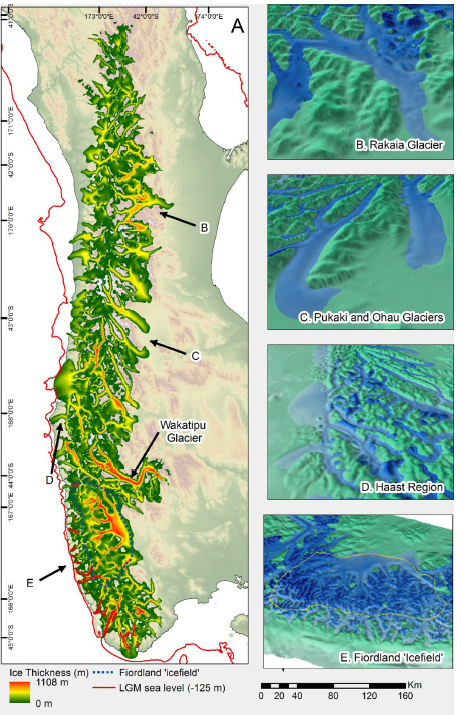 173°0'0"E
42°0'0"S
174°0'0"E
A
171°0'0"E
42°0'0"S
170°0'0"E
43°0'0"S
168°0'0"E
44°0'0"S
167°0'0"E
166°0'0"E
45°0'0"S
B
C
Wakatipu
Glacier
D
E
B. Rakaia Glacier
C. Pukaki and Ohau Glaciers
D. Haast Region
E. Fiordland 'Icefield'
Ice Thickness (m)
1108 m
0 m
Fiordland 'icefield'
LGM sea level (-125 m)
Km
0 20 40 80 120 160